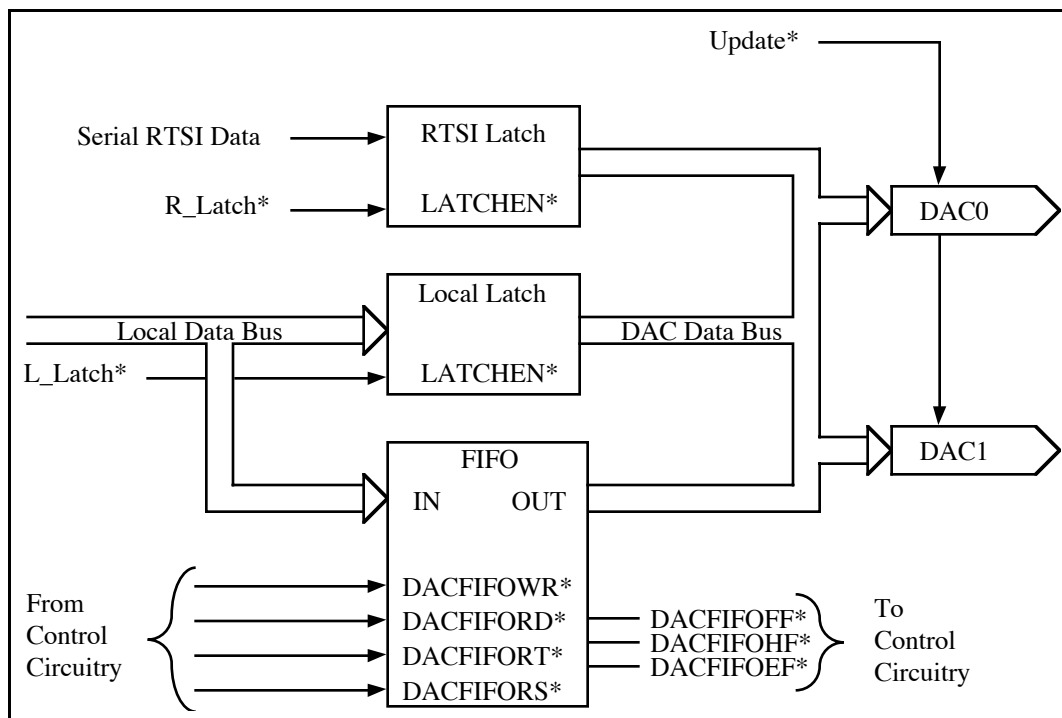 Update*
Serial RTSI Data
RTSI Latch
R_Latch*
LATCHEN*
DAC0
Local Latch
Local Data Bus
DAC Data Bus
L_Latch*
LATCHEN*
DAC1
FIFO
IN
OUT
From
Control
Circuitry
DACFIFOWR*
DACFIFORD*
DACFIFORT*
DACFIFORS*
DACFIFOFF*
DACFIFOHF*
DACFIFOEF*
To
Control
Circuitry